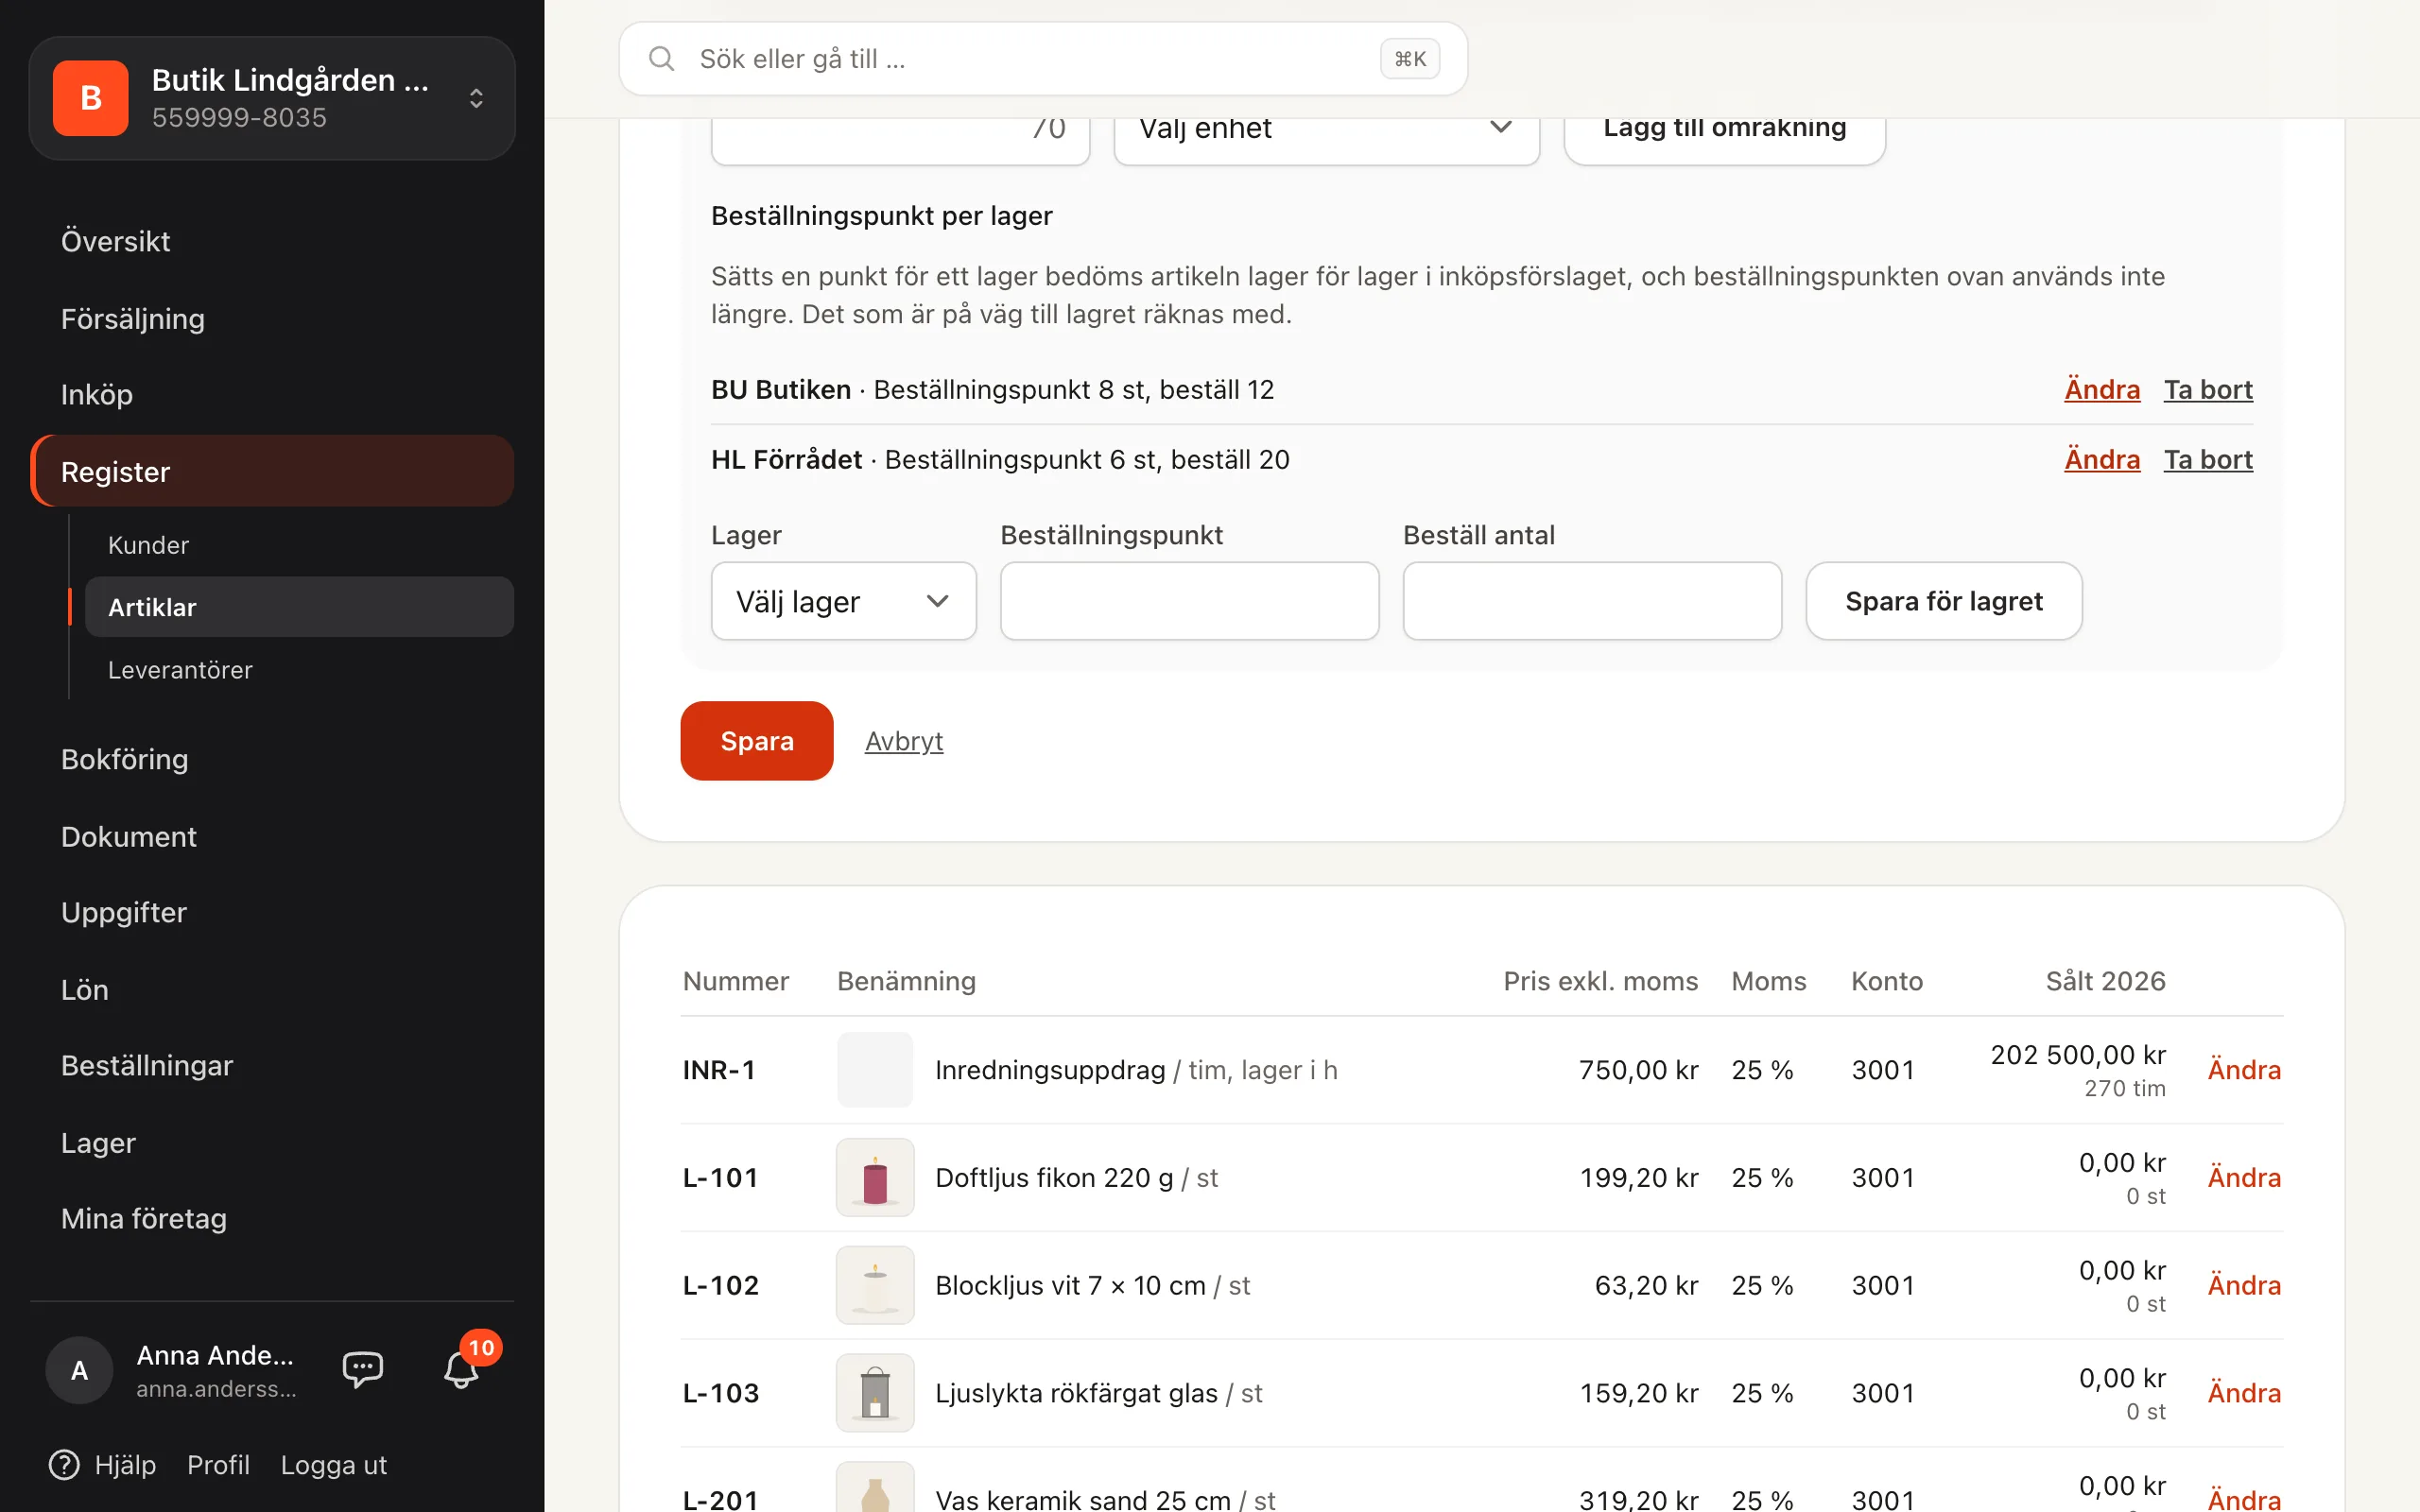 B
Butik Lindgården ...
559999-8035
Översikt
Försäljning
Inköp
Register
Kunder
Artiklar
Leverantörer
Bokföring
Dokument
Uppgifter
Lön
Beställningar
Lager
Mina företag
A
Anna Ande...
anna.anderss...
10
Hjälp
Profil
Logga ut
Sök eller gå till ...
⌘K
70
Välj enhet
Lägg till omräkning
Beställningspunkt per lager
Sätts en punkt för ett lager bedöms artikeln lager för lager i inköpsförslaget, och beställningspunkten ovan används inte
längre. Det som är på väg till lagret räknas med.
BU Butiken · Beställningspunkt 8 st, beställ 12
Ändra
Ta bort
HL Förrådet · Beställningspunkt 6 st, beställ 20
Ändra
Ta bort
Lager
Beställningspunkt
Beställ antal
Välj lager
Spara för lagret
Spara
Avbryt
Nummer
Benämning
Pris exkl. moms
Moms
Konto
Sålt 2026
INR-1
Inredningsuppdrag / tim, lager i h
750,00 kr
25 %
3001
202 500,00 kr
270 tim
Ändra
L-101
Doftljus fikon 220 g / st
199,20 kr
25 %
3001
0,00 kr
0 st
Ändra
L-102
Blockljus vit 7 × 10 cm / st
63,20 kr
25 %
3001
0,00 kr
0 st
Ändra
L-103
Ljuslykta rökfärgat glas / st
159,20 kr
25 %
3001
0,00 kr
0 st
Ändra
L-201
Vas keramik sand 25 cm / st
319,20 kr
25 %
3001
0,00 kr
Ändra